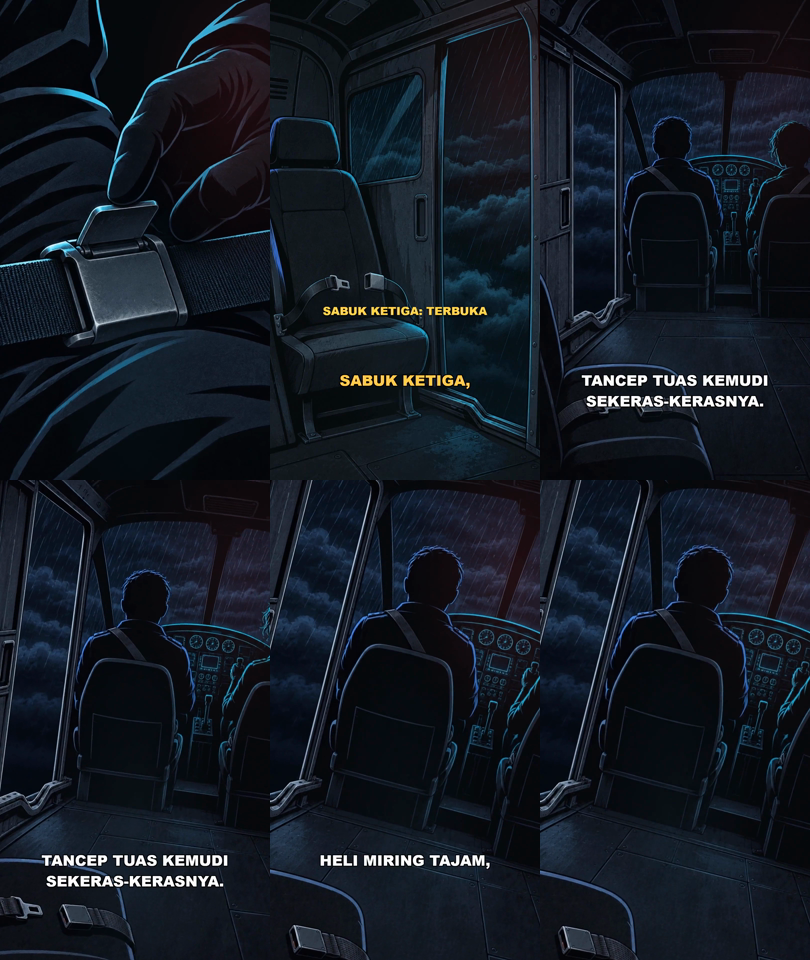 SABUK KETIGA: TERBUKA
SABUK KETIGA,
TANCEP TUAS KEMUDI
SEKERAS-KERASNYA.
TANCEP TUAS KEMUDI
SEKERAS-KERASNYA.
HELI MIRING TAJAM,